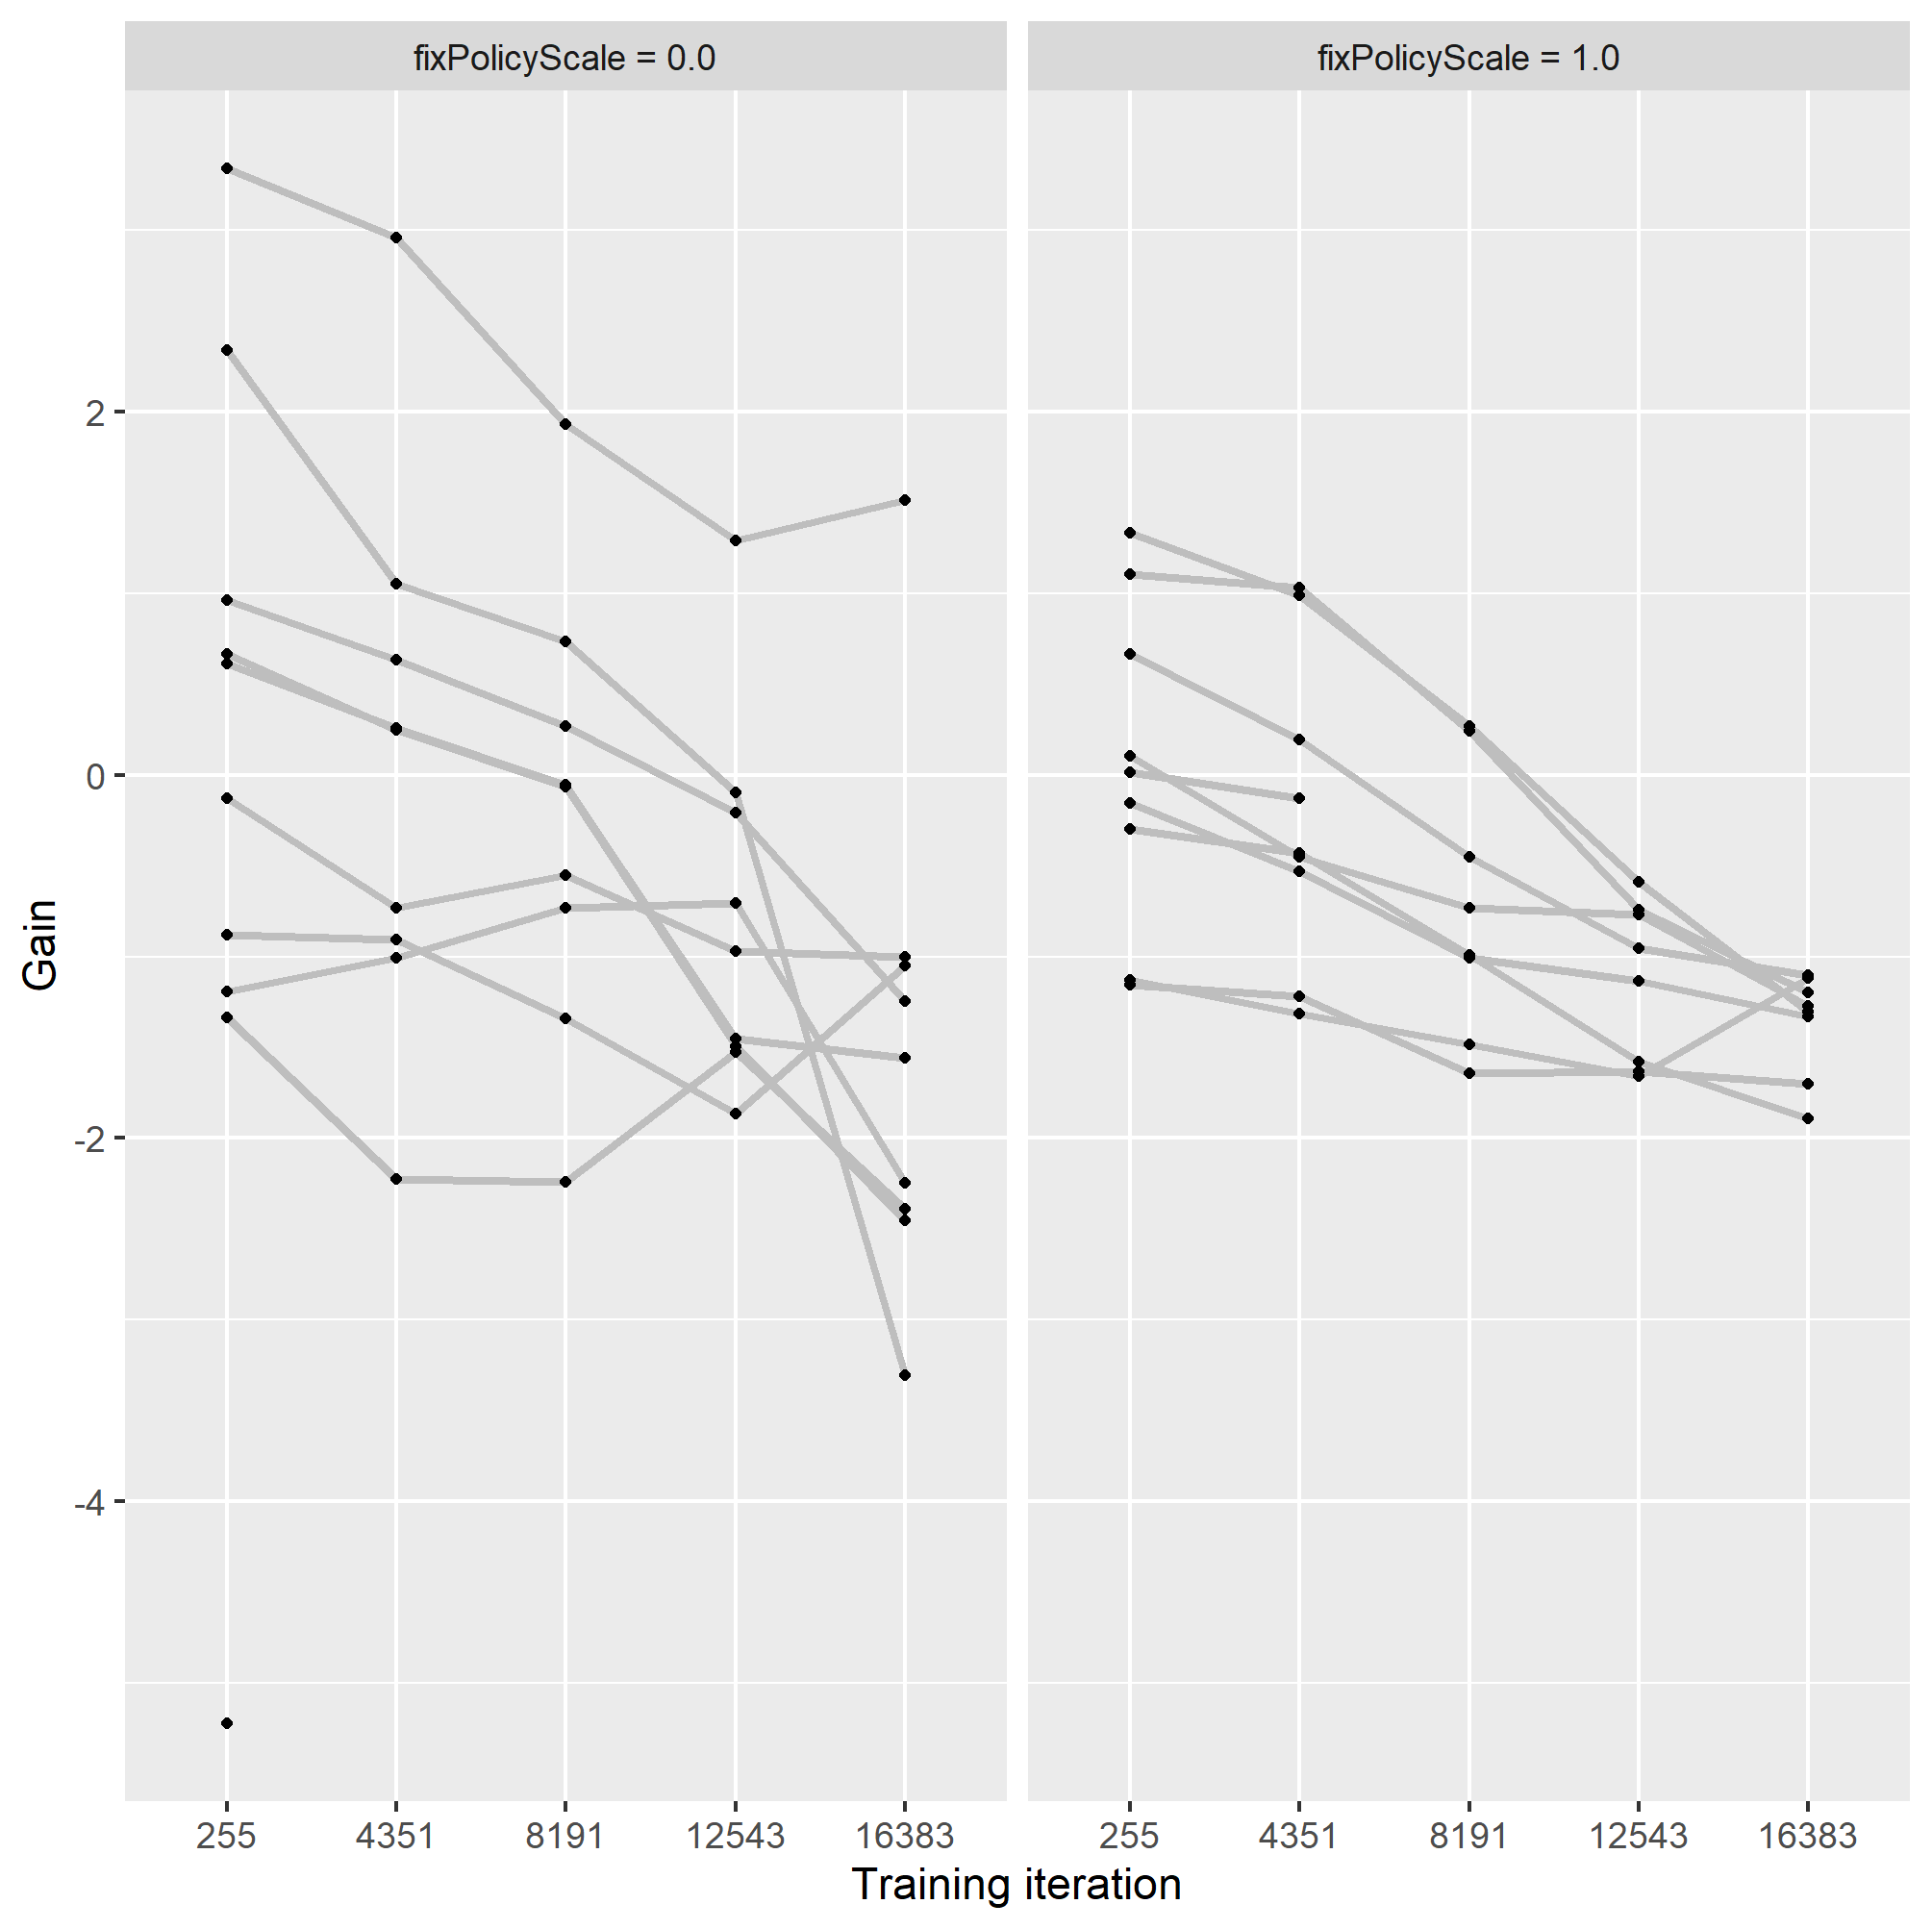 fixPolicyScale = 0.0
fixPolicyScale = 1.0
Gain
2
0
-2
-4
255 4351 8191 12543 16383
255 4351 8191 12543 16383
Training iteration